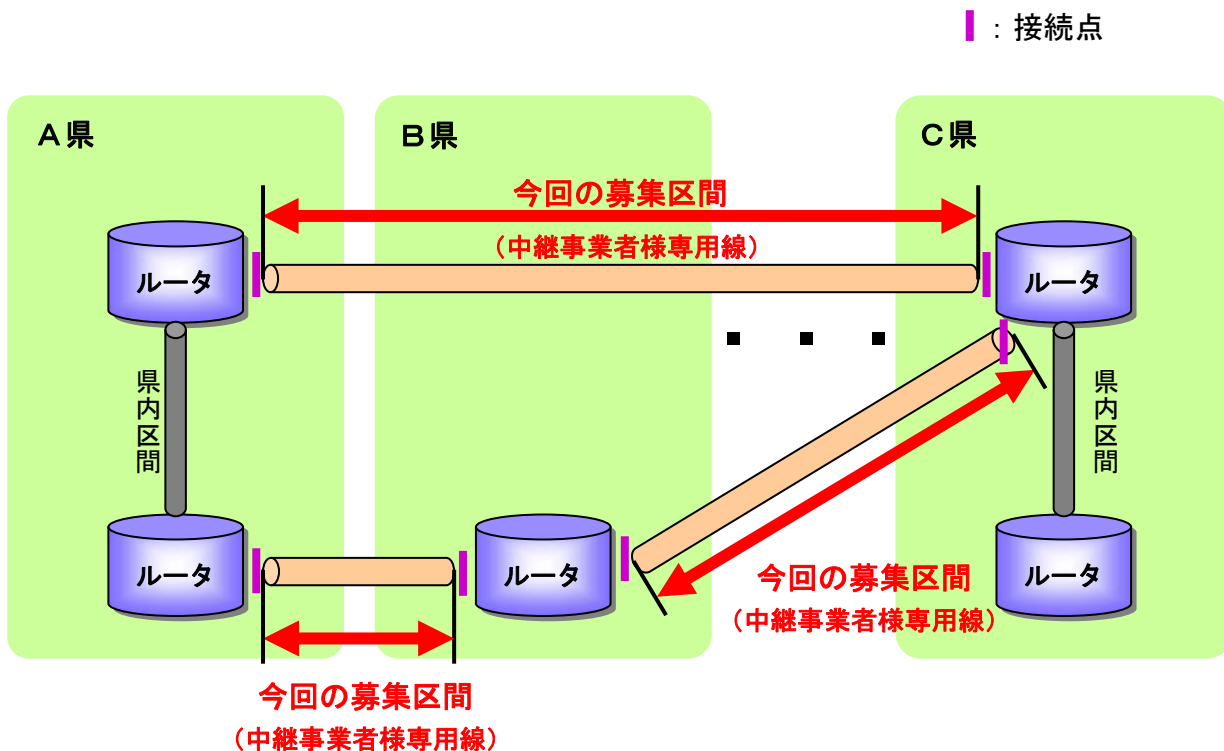 ：接続点
Ａ県
Ｂ県
Ｃ県
今回の募集区間
（中継事業者様専用線）
ルータ
ルータ
県内区間
県内区間
ルータ
ルータ
ルータ
今回の募集区間
（中継事業者様専用線）
今回の募集区間
（中継事業者様専用線）